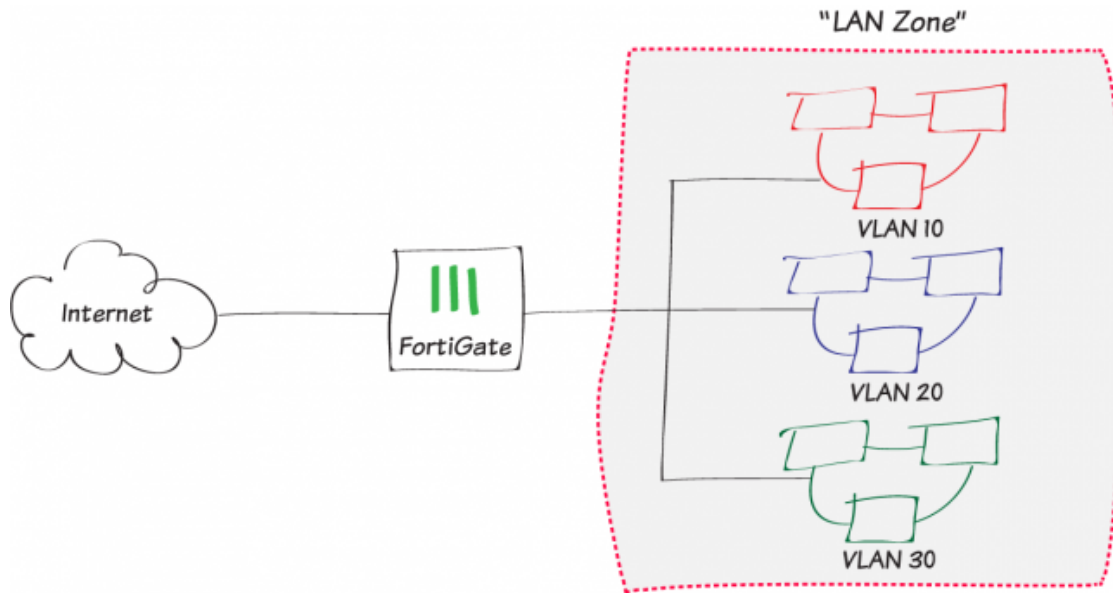 "LAN Zone"
VLAN 10
Internet
FortiGate
VLAN 20
VLAN 30